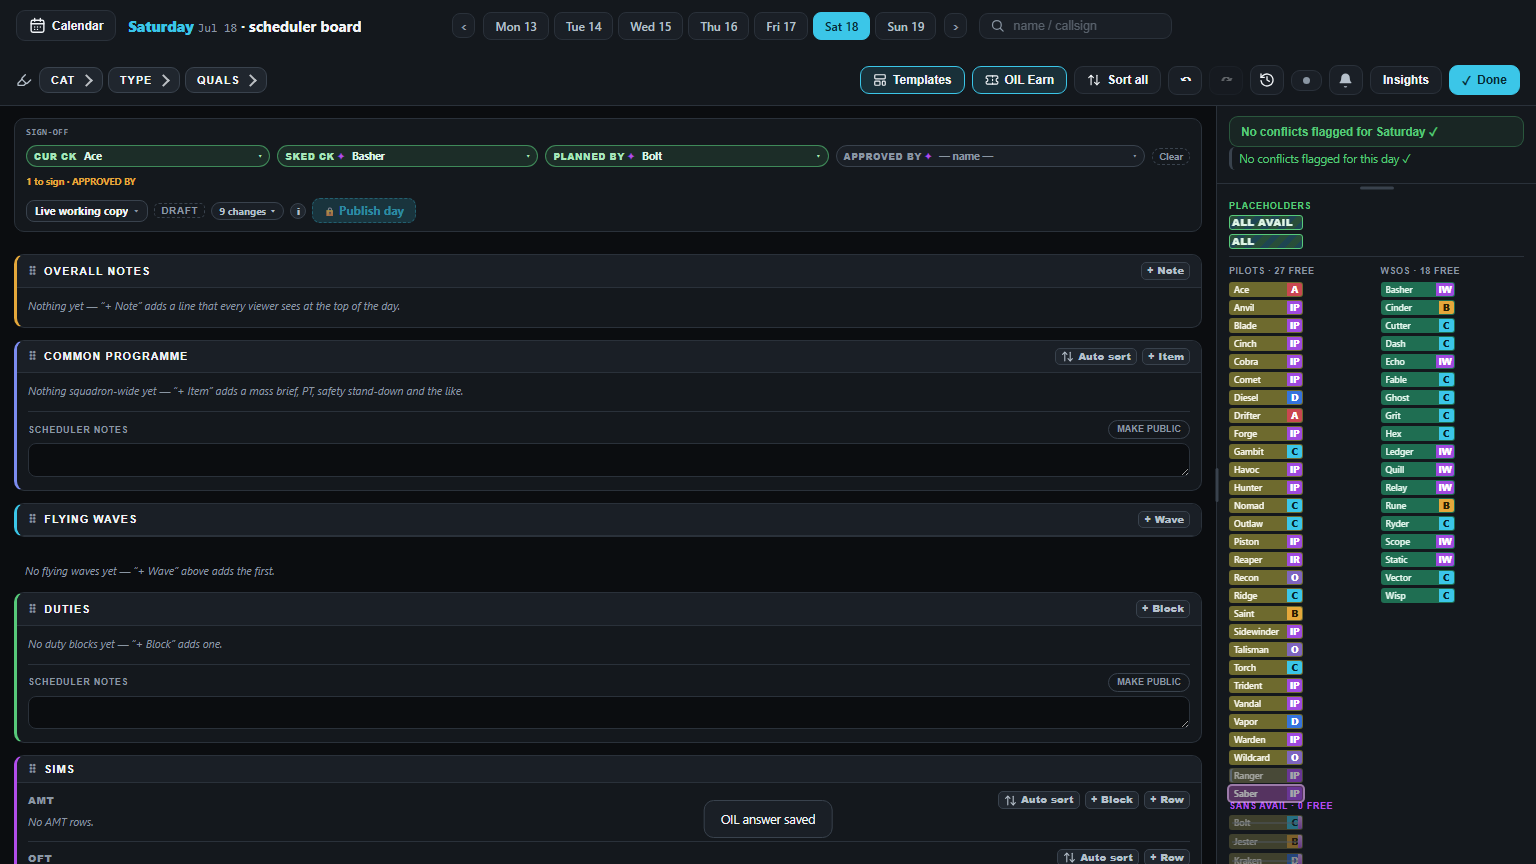 Calendar
Saturday Jul 18 · scheduler board
‹ Mon 13 Tue 14 Wed 15 Thu 16 Fri 17 Sat 18 Sun 19 ›
name / callsign
CAT TYPE QUALS
Templates OIL Earn Sort all Insights ✓ Done
SIGN-OFF
CUR CK Ace SKED CK ✦ Basher PLANNED BY ✦ Bolt APPROVED BY ✦ — name — Clear
1 to sign · APPROVED BY
Live working copy DRAFT 9 changes i Publish day
OVERALL NOTES + Note
Nothing yet — "+ Note" adds a line that every viewer sees at the top of the day.
COMMON PROGRAMME Auto sort + Item
Nothing squadron-wide yet — "+ Item" adds a mass brief, PT, safety stand-down and the like.
SCHEDULER NOTES MAKE PUBLIC
FLYING WAVES + Wave
No flying waves yet — "+ Wave" above adds the first.
DUTIES + Block
No duty blocks yet — "+ Block" adds one.
SCHEDULER NOTES MAKE PUBLIC
SIMS
AMT Auto sort + Block + Row
No AMT rows.
OIL answer saved
OFT Auto sort + Row
No conflicts flagged for Saturday ✓
No conflicts flagged for this day ✓
PLACEHOLDERS
ALL AVAIL
ALL
PILOTS · 27 FREE
Ace A
Anvil IP
Blade IP
Cinch IP
Cobra IP
Comet IP
Diesel D
Drifter A
Forge IP
Gambit C
Havoc IP
Hunter IP
Nomad C
Outlaw C
Piston IP
Reaper IR
Recon O
Ridge C
Saint B
Sidewinder IP
Talisman O
Torch C
Trident IP
Vandal IP
Vapor D
Warden IP
Wildcard O
Ranger IP
Saber IP
SANS AVAIL · 0 FREE
Bolt C
Jester B
Kraken D
WSOS · 18 FREE
Basher IW
Cinder B
Cutter C
Dash C
Echo IW
Fable C
Ghost C
Grit C
Hex C
Ledger IW
Quill IW
Relay IW
Rune B
Ryder C
Scope IW
Static IW
Vector C
Wisp C